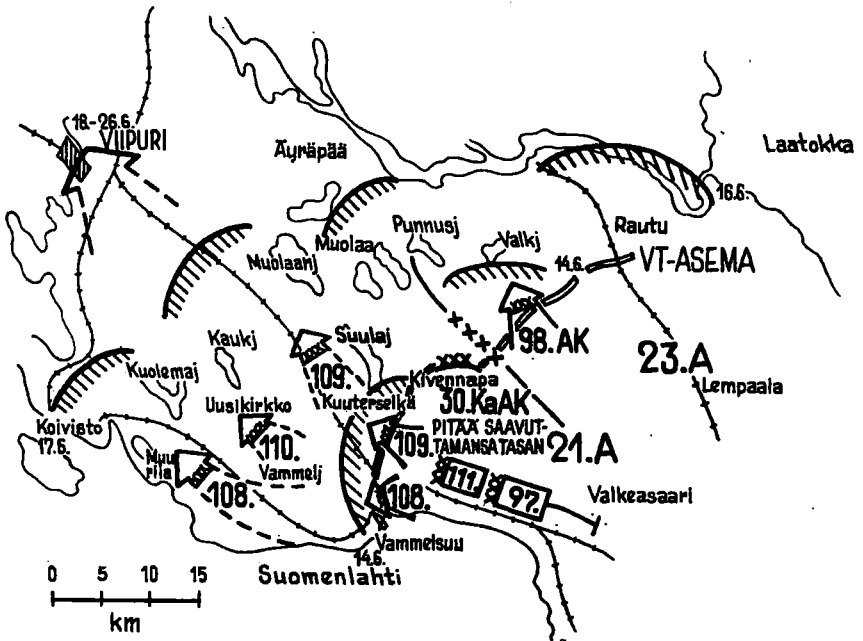 18.-26.6.
VIIPURI
Äyräpää
Laatokka
16.6.
Rautu
Punnusj
Valkj
Muolaa
Muolaanj
14.6.
VT-ASEMA
98. AK
23.A
Lempaala
Kaukj
Suulaj
Kuolemaj
109.
Kivennapa
Kuuterselkä
30.KaAK
Koivisto
17.6.
Uusikirkko
110.
Vammelj
109.
PITÄÄ SAAVUT-
TAMANSA TASAN
21.A
108.
108.
111.
97.
Valkeasaari
Vammelsuu
14.6.
Suomenlahti
0 5 10 15
km